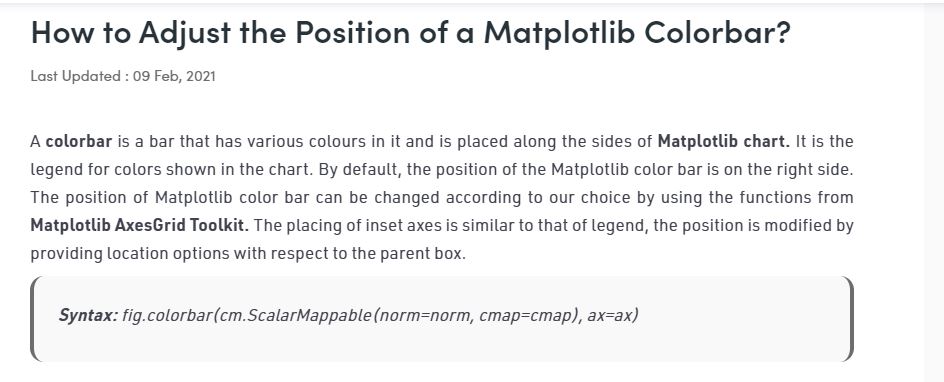 How to Adjust the Position of a Matplotlib Colorbar?
Last Updated : 09 Feb, 2021
A colorbar is a bar that has various colours in it and is placed along the sides of Matplotlib chart. It is the
legend for colors shown in the chart. By default, the position of the Matplotlib color bar is on the right side.
The position of Matplotlib color bar can be changed according to our choice by using the functions from
Matplotlib AxesGrid Toolkit. The placing of inset axes is similar to that of legend, the position is modified by
providing location options with respect to the parent box.
Syntax: fig.colorbar(cm.ScalarMappable(norm=norm, cmap=cmap), ax=ax)